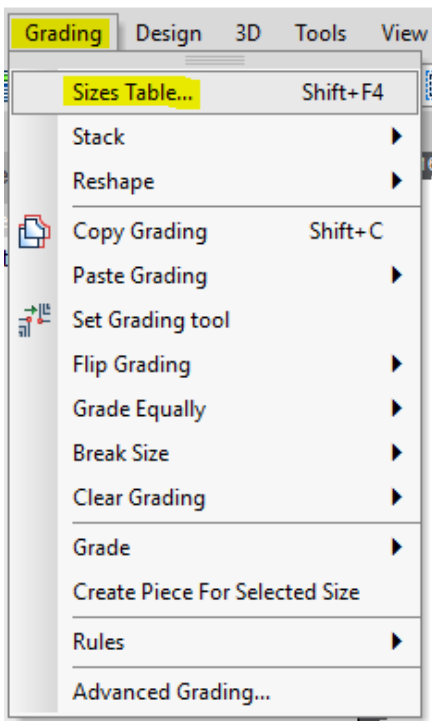 Grading Design 3D Tools View
Sizes Table... Shift+F4
Stack
Reshape
Copy Grading Shift+C
Paste Grading
Set Grading tool
Flip Grading
Grade Equally
Break Size
Clear Grading
Grade
Create Piece For Selected Size
Rules
Advanced Grading...